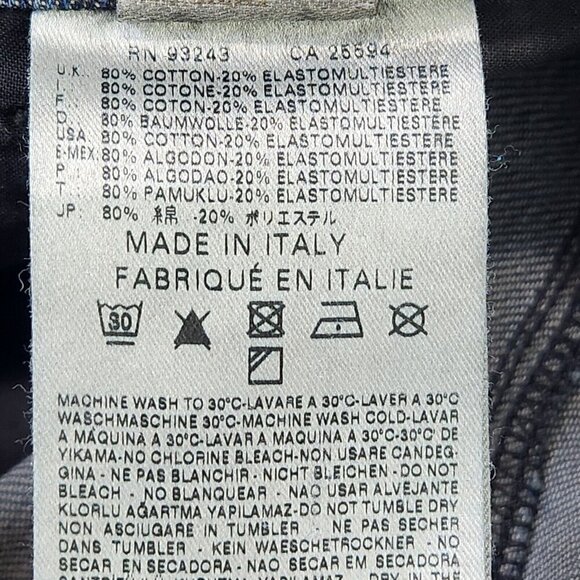 RN 93243 CA 25594
U.K.: 80% COTTON-20% ELASTOMULTIESTERE
I.: 80% COTONE-20% ELASTOMULTIESTERE
F.: 80% COTTON-20% ELASTOMULTIESTERE
D.: 80% BAUMWOLLE-20% ELASTOMULTIESTERE
USA: 80% COTTON-20% ELASTOMULTIESTERE
E-MEX: 80% ALGODON-20% ELASTOMULTIESTERE
P.: 80% ALGODAO-20% ELASTOMULTIESTERE
T.: 80% PAMUKLU-20% ELASTOMULTIESTERE
JP: 80% 綿 -20% ポリエステル
MADE IN ITALY
FABRIQUÉ EN ITALIE
30
MACHINE WASH TO 30°C-LAVARE A 30°C-LAVER A 30°C
WASCHMASCHINE 30°C-MACHINE WASH COLD-LAVAR
A MAQUINA A 30°C-LAVAR A MAQUINA A 30°C-30°C DE
YIKAMA-NO CHLORINE BLEACH-NON USARE CANDEG-
GINA - NE PAS BLANCHIR - NICHT BLEICHEN - DO NOT
BLEACH - NO BLANQUEAR - NAO USAR ALVEJANTE
KLORLU AGARTMA YAPILAMAZ-DO NOT TUMBLE DRY
NON ASCIUGARE IN TUMBLER - NE PAS SECHER
DANS TUMBLER - KEIN WAESCHETROCKNER - NO
SECAR EN SECADORA - NAO SECAR EM SECADORA
YAPILAMAZ - DRY IN THE